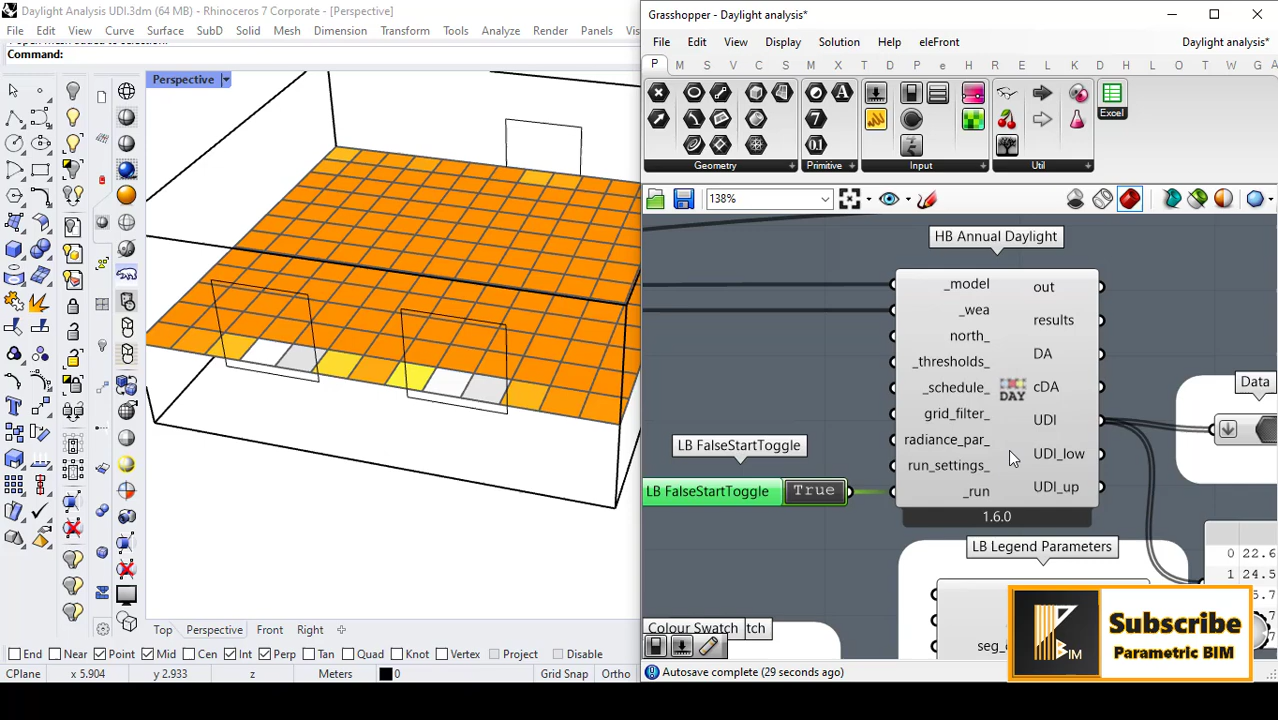 Daylight Analysis UDI.3dm (64 MB) - Rhinoceros 7 Corporate - [Perspective]
File Edit View Curve Surface SubD Solid Mesh Dimension Transform Tools Analyze Render Panels
Command:
Perspective
Top Perspective Front Right
End Near Point Mid Cen Int Perp Tan Quad Knot Vertex Project Disable
CPlane x 5.904 y 2.933 z Meters 0 Grid Snap Ortho
Grasshopper - Daylight analysis*
File Edit View Display Solution Help eleFront Daylight analysis*
P M S V C S M X T D P e H R U E L K D H L O T W G
Excel
Geometry Primitive Input Util
138%
HB Annual Daylight
_model
_wea
north_
_thresholds_
_schedule_
grid_filter_
radiance_par_
run_settings_
_run
DAY
out
results
DA
cDA
UDI
UDI_low
UDI_up
1.6.0
Data
LB FalseStartToggle
LB FalseStartToggle True
LB Legend Parameters
0 22.6
1 24.5
Colour Swatch
Autosave complete (29 seconds ago)
BIM
Subscribe
Parametric BIM